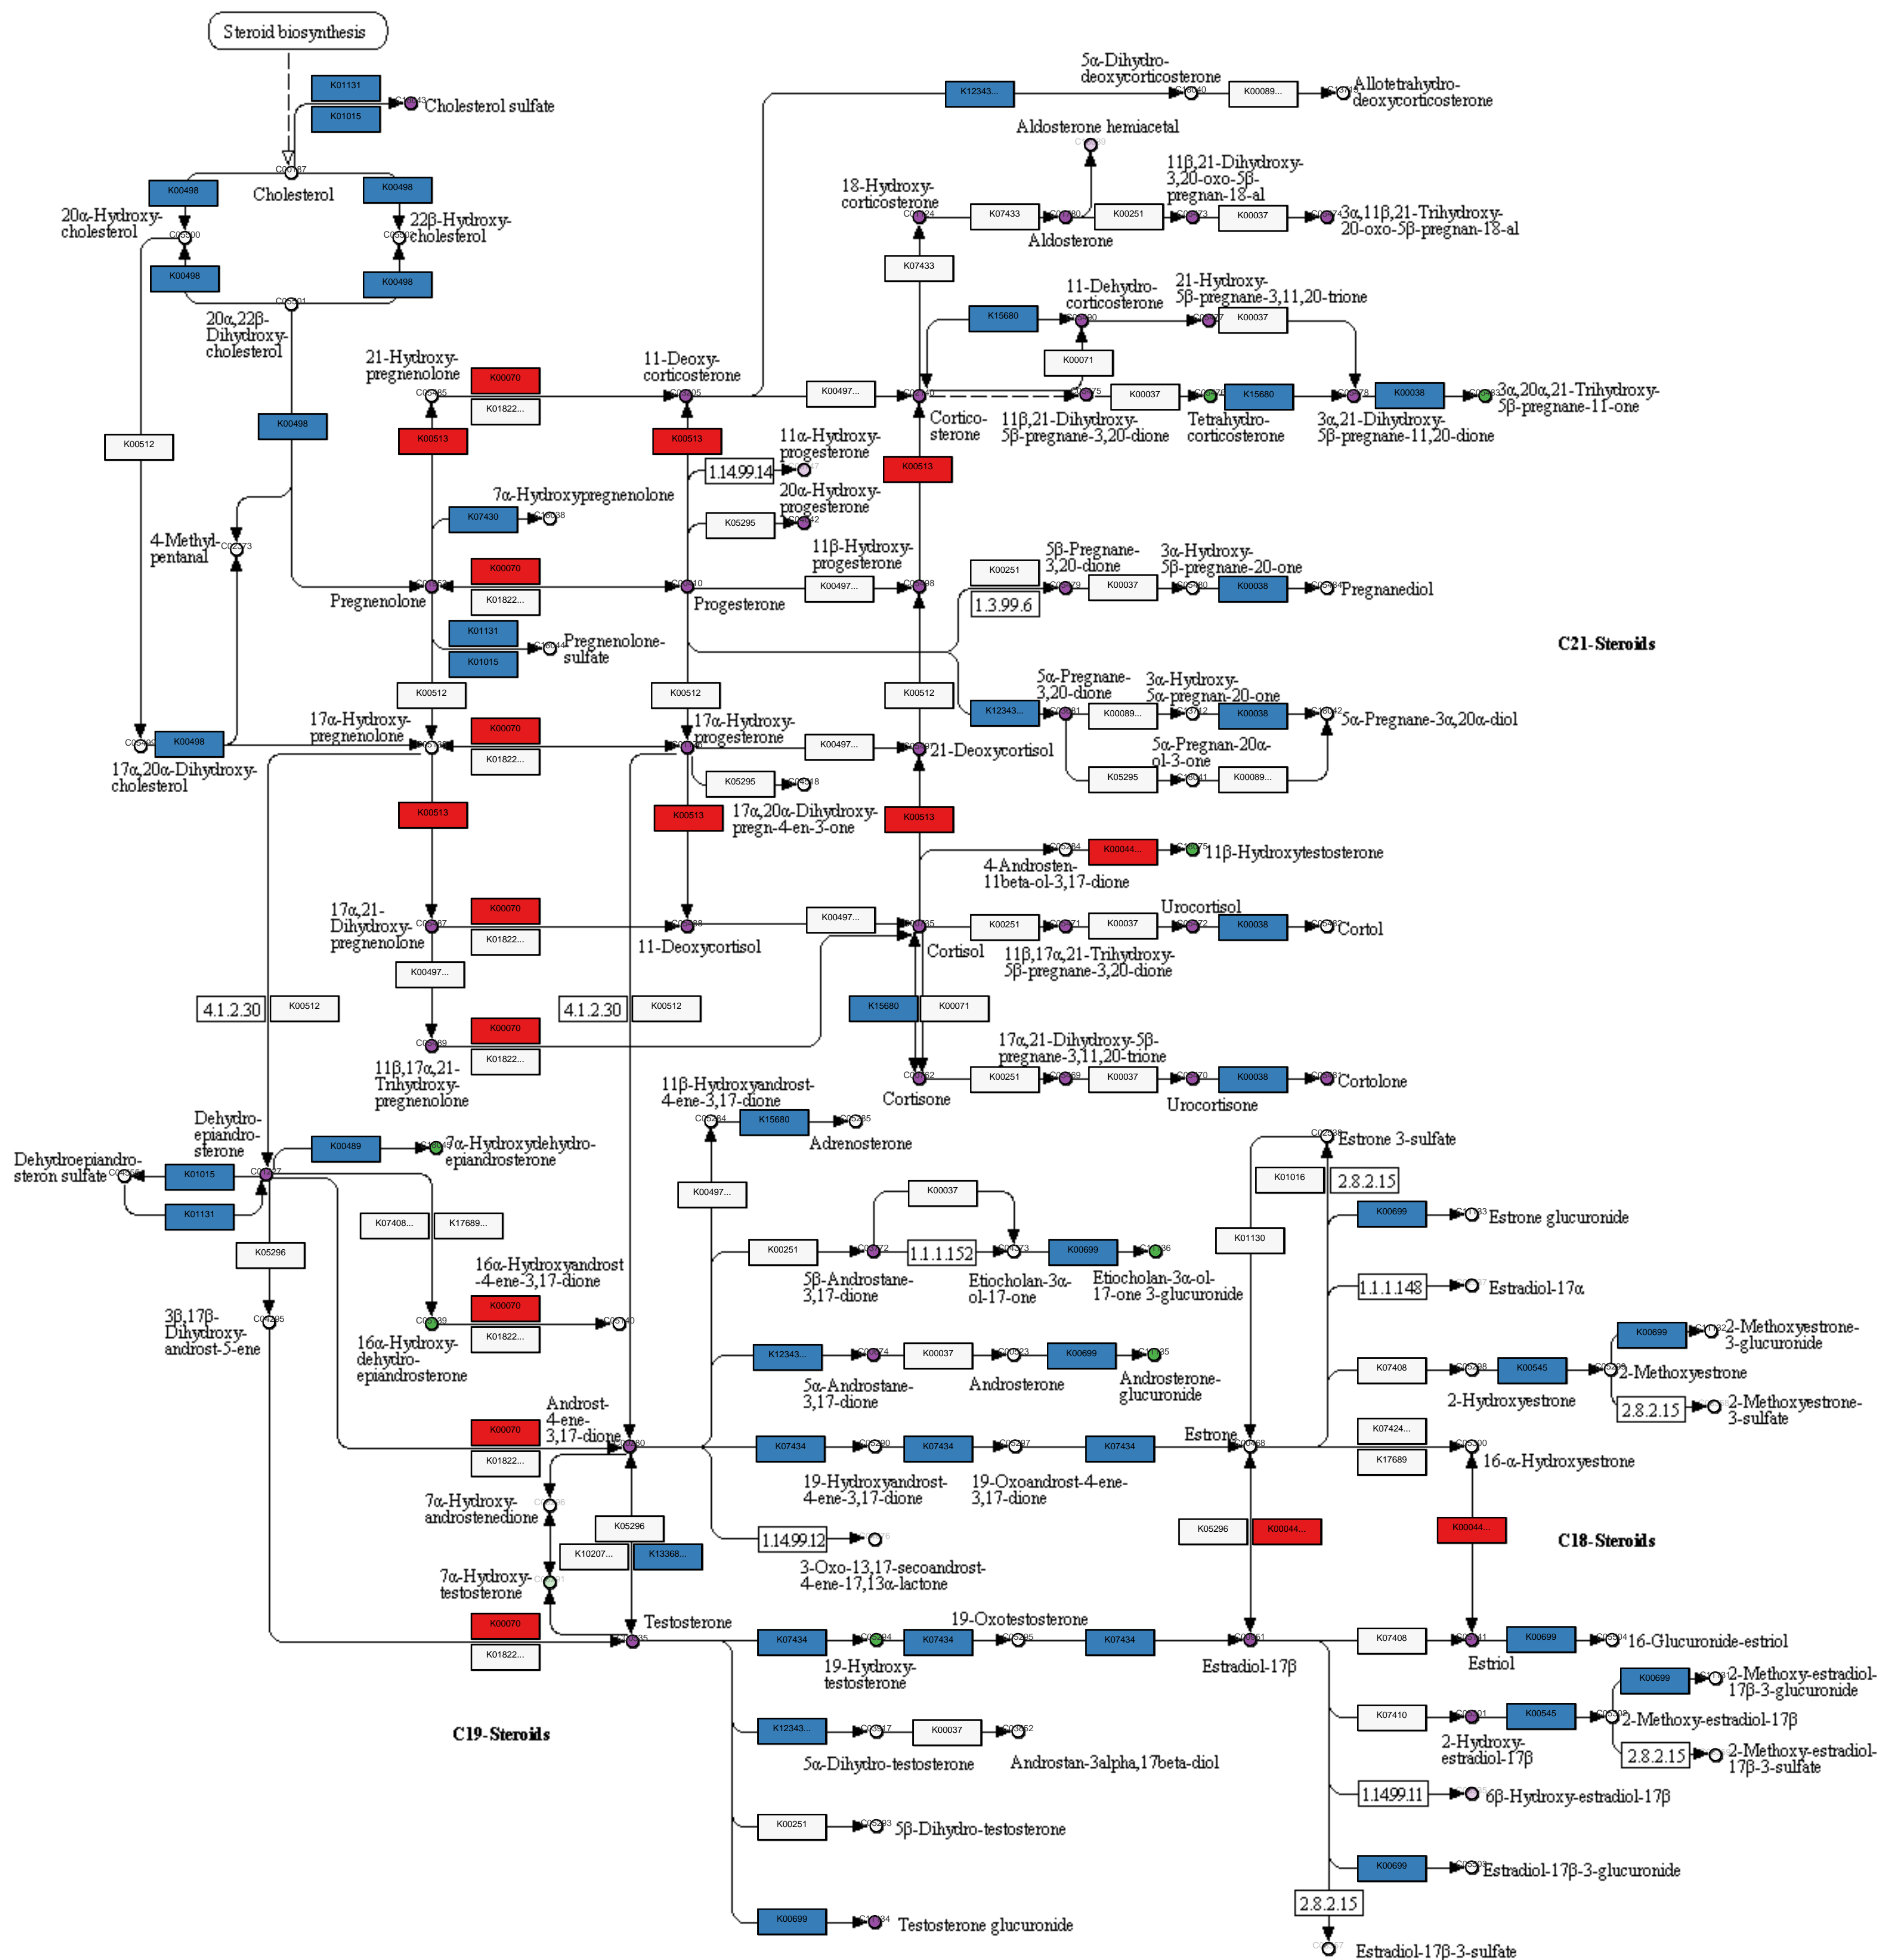 Steroid biosynthesis
K01131
K01015
Cholesterol sulfate
5α-Dihydro-
deoxycorticosterone
K12343...
K00089...
Allotetrahydro-
deoxycorticosterone
Aldosterone hemiacetal
Cholesterol
K00498
K00498
20α-Hydroxy-
cholesterol
22β-Hydroxy-
cholesterol
K00498
K00498
20α,22β-
Dihydroxy-
cholesterol
18-Hydroxy-
corticosterone
K07433
Aldosterone
K00251
11β,21-Dihydroxy-
3,20-oxo-5β-
pregnan-18-al
K00037
3α,11β,21-Trihydroxy-
20-oxo-5β-pregnan-18-al
K07433
K15680
11-Dehydro-
corticosterone
21-Hydroxy-
5β-pregnane-3,11,20-trione
K00037
K00071
21-Hydroxy-
pregnenolone
K00070
K01822...
11-Deoxy-
corticosterone
K00497...
Cortico-
sterone
11β,21-Dihydroxy-
5β-pregnane-3,20-dione
K00037
Tetrahydro-
corticosterone
K15680
3α,21-Dihydroxy-
5β-pregnane-11,20-dione
K00038
3α,20α,21-Trihydroxy-
5β-pregnane-11-one
K00512
K00498
K00513
K00513
K00513
1.14.99.14
11α-Hydroxy-
progesterone
K07430
7α-Hydroxypregnenolone
K05295
20α-Hydroxy-
progesterone
4-Methyl-
pentanal
Pregnenolone
K00070
K01822...
Progesterone
K00497...
11β-Hydroxy-
progesterone
K00251
1.3.99.6
5β-Pregnane-
3,20-dione
K00037
3α-Hydroxy-
5β-pregnane-20-one
K00038
Pregnanediol
K01131
K01015
Pregnenolone-
sulfate
C21-Steroids
K00512
K00512
K00512
K12343...
5α-Pregnane-
3,20-dione
K00089...
3α-Hydroxy-
5α-pregnan-20-one
K00038
5α-Pregnane-3α,20α-diol
K05295
5α-Pregnan-20α-
ol-3-one
K00089...
K00498
17α,20α-Dihydroxy-
cholesterol
17α-Hydroxy-
pregnenolone
K00070
K01822...
17α-Hydroxy-
progesterone
K00497...
21-Deoxycortisol
K05295
17α,20α-Dihydroxy-
pregn-4-en-3-one
K00513
K00513
K00513
4-Androsten-
11beta-ol-3,17-dione
K00044...
11β-Hydroxytestosterone
17α,21-
Dihydroxy-
pregnenolone
K00070
K01822...
11-Deoxycortisol
K00497...
Cortisol
K00251
11β,17α,21-Trihydroxy-
5β-pregnane-3,20-dione
K00037
Urocortisol
K00038
Cortol
K00497...
4.1.2.30
K00512
4.1.2.30
K00512
K15680
K00071
K00070
K01822...
11β,17α,21-
Trihydroxy-
pregnenolone
17α,21-Dihydroxy-5β-
pregnane-3,11,20-trione
Cortisone
K00251
K00037
Urocortisone
K00038
Cortolone
11β-Hydroxyandrost-
4-ene-3,17-dione
K15680
Adrenosterone
Dehydro-
epiandro-
sterone
K00489
7α-Hydroxydehydro-
epiandrosterone
Dehydroepiandro-
steron sulfate
K01015
K01131
K05296
K07408...
K17689...
K00497...
Estrone 3-sulfate
K01016
2.8.2.15
K01130
K00699
Estrone glucuronide
K00251
5β-Androstane-
3,17-dione
K00037
1.1.1.152
Etiocholan-3α-
ol-17-one
K00699
Etiocholan-3α-ol-
17-one 3-glucuronide
1.1.1.148
Estradiol-17α
3β,17β-
Dihydroxy-
androst-5-ene
16α-Hydroxyandrost
-4-ene-3,17-dione
K00070
K01822...
16α-Hydroxy-
dehydro-
epiandrosterone
K12343...
5α-Androstane-
3,17-dione
K00037
Androsterone
K00699
Androsterone-
glucuronide
K07408
2-Hydroxyestrone
K00545
2-Methoxyestrone
K00699
2-Methoxyestrone-
3-glucuronide
2.8.2.15
2-Methoxyestrone-
3-sulfate
Androst-
4-ene-
3,17-dione
K00070
K01822...
K07434
19-Hydroxyandrost-
4-ene-3,17-dione
K07434
19-Oxoandrost-4-ene-
3,17-dione
K07434
Estrone
K07424...
K17689
16-α-Hydroxyestrone
7α-Hydroxy-
androstenedione
K05296
K10207...
K13368...
1.14.99.12
3-Oxo-13,17-secoandrost-
4-ene-17,13α-lactone
K05296
K00044...
K00044...
C18-Steroids
7α-Hydroxy-
testosterone
K00070
K01822...
Testosterone
K07434
19-Hydroxy-
testosterone
K07434
19-Oxotestosterone
K07434
Estradiol-17β
K07408
Estriol
K00699
16-Glucuronide-estriol
C19-Steroids
K12343...
5α-Dihydro-testosterone
K00037
Androstan-3alpha,17beta-diol
K07410
2-Hydroxy-
estradiol-17β
K00545
2-Methoxy-estradiol-17β
K00699
2-Methoxy-estradiol-
17β-3-glucuronide
2.8.2.15
2-Methoxy-estradiol-
17β-3-sulfate
1.14.99.11
6β-Hydroxy-estradiol-17β
K00251
5β-Dihydro-testosterone
K00699
Estradiol-17β-3-glucuronide
2.8.2.15
Estradiol-17β-3-sulfate
K00699
Testosterone glucuronide